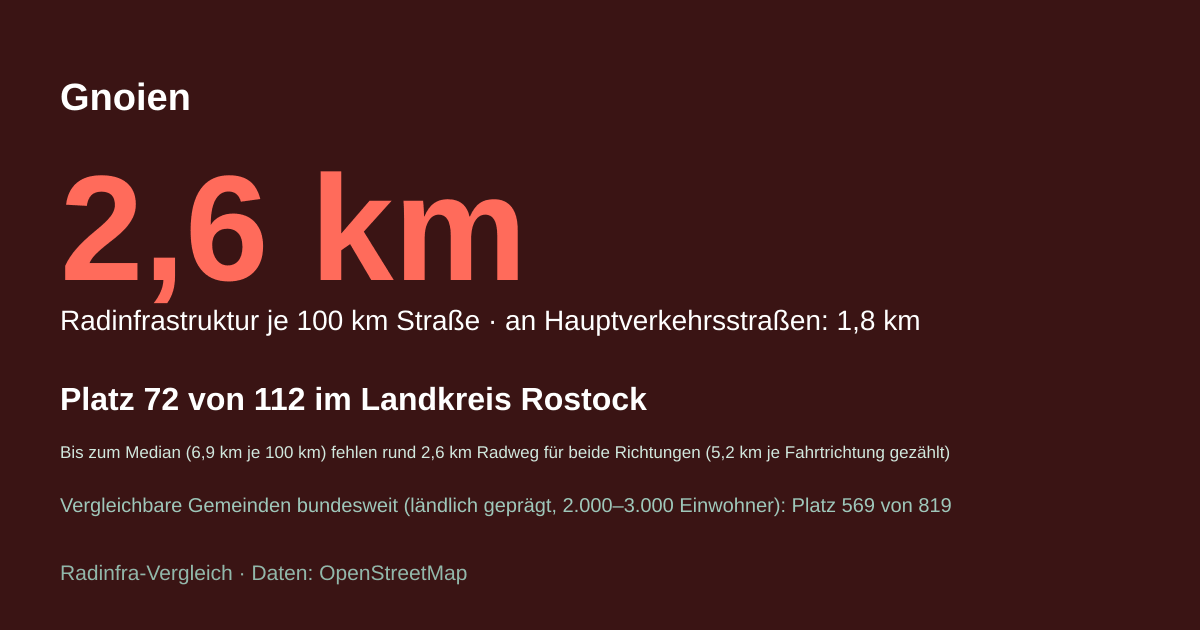 Gnoien
2,6 km
Radinfrastruktur je 100 km Straße · an Hauptverkehrsstraßen: 1,8 km
Platz 72 von 112 im Landkreis Rostock
Bis zum Median (6,9 km je 100 km) fehlen rund 2,6 km Radweg für beide Richtungen (5,2 km je Fahrtrichtung gezählt)
Vergleichbare Gemeinden bundesweit (ländlich geprägt, 2.000–3.000 Einwohner): Platz 569 von 819
Radinfra-Vergleich · Daten: OpenStreetMap